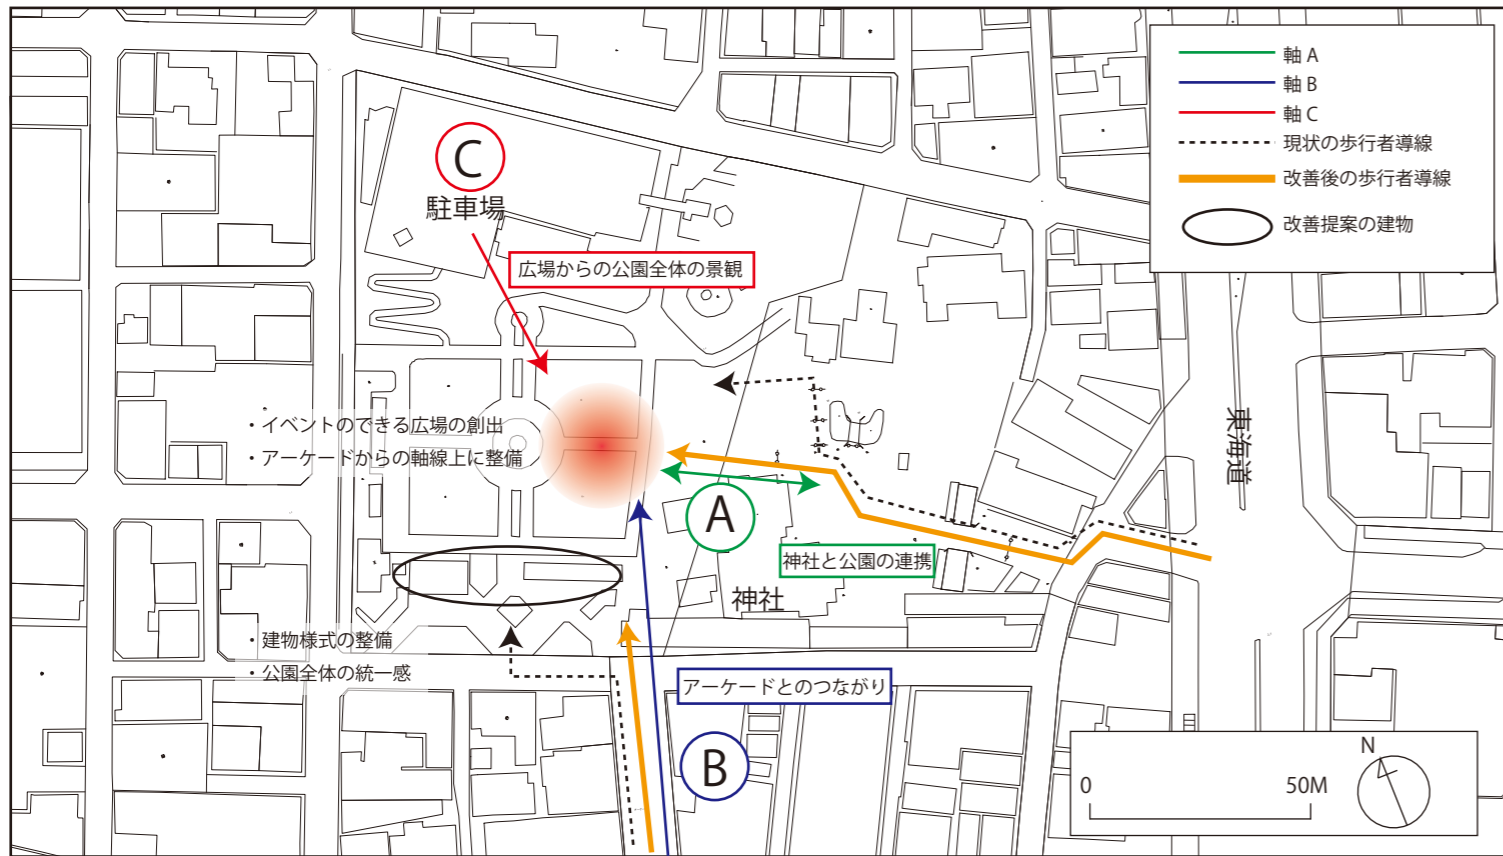 軸 A
軸 B
軸 C
現状の歩行者導線
改善後の歩行者導線
改善提案の建物
C
駐車場
広場からの公園全体の景観
・イベントのできる広場の創出
・アーケードからの軸線上に整備
東海道
A
神社と公園の連携
神社
・建物様式の整備
・公園全体の統一感
アーケードとのつながり
B
N
0
50M